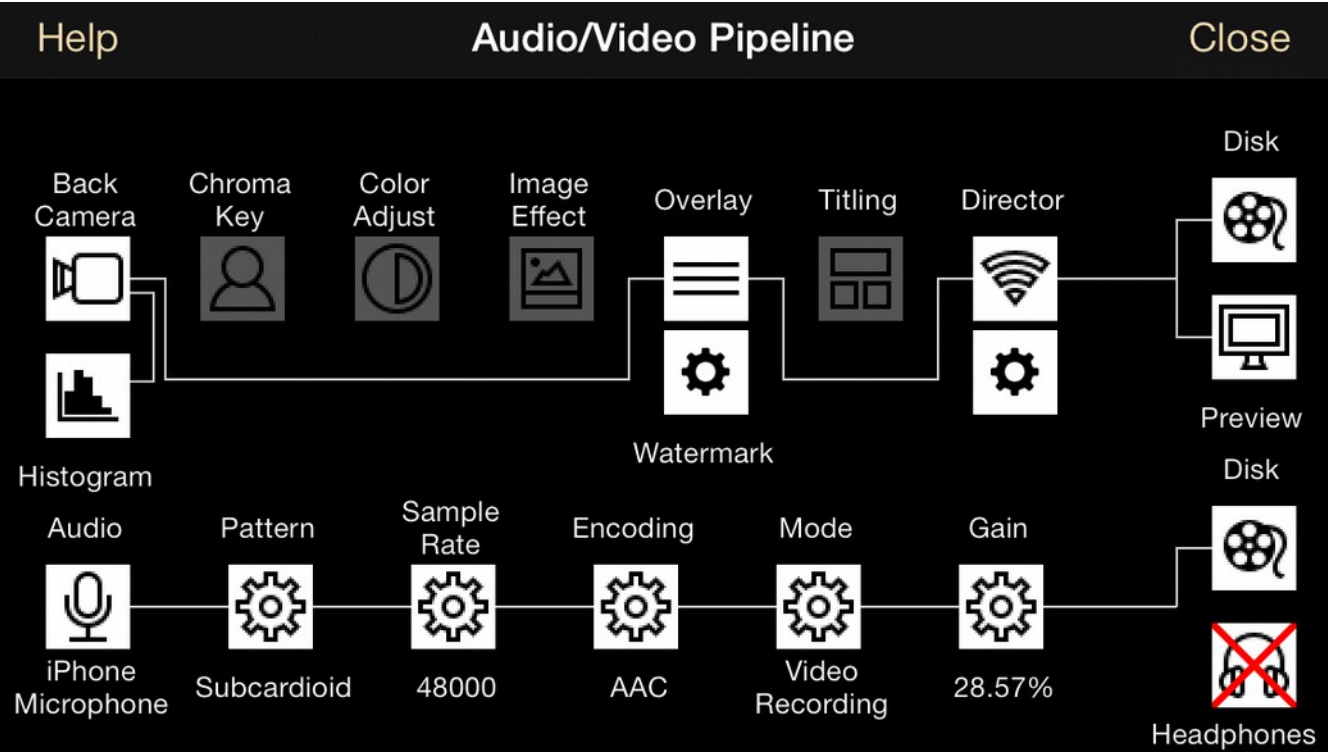 Help
Audio/Video Pipeline
Close
Disk
Back
Camera
Chroma
Key
Color
Adjust
Image
Effect
Overlay
Titling
Director
Preview
Watermark
Histogram
Disk
Audio
Pattern
Sample
Rate
Encoding
Mode
Gain
iPhone
Microphone
Subcardioid
48000
AAC
Video
Recording
28.57%
Headphones